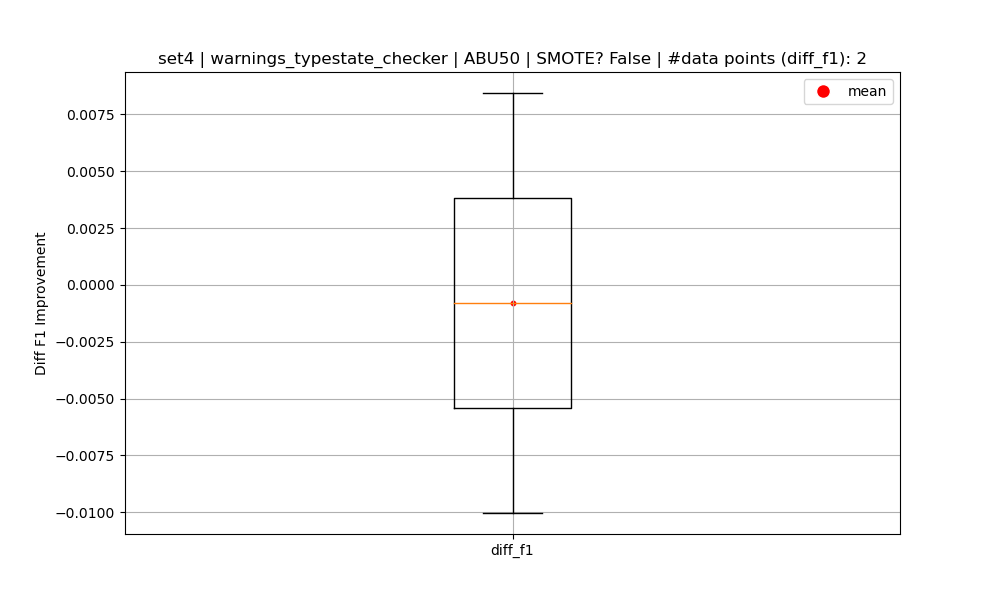 set4 | warnings_typestate_checker | ABU50 | SMOTE? False | #data points (diff_f1): 2
mean
0.0075
0.0050
0.0025
0.0000
−0.0025
−0.0050
−0.0075
−0.0100
Diff F1 Improvement
diff_f1